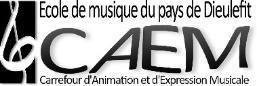 Ecole de musique du pays de Dieulefit
CAEM
Carrefour d'Animation et d'Expression Musicale